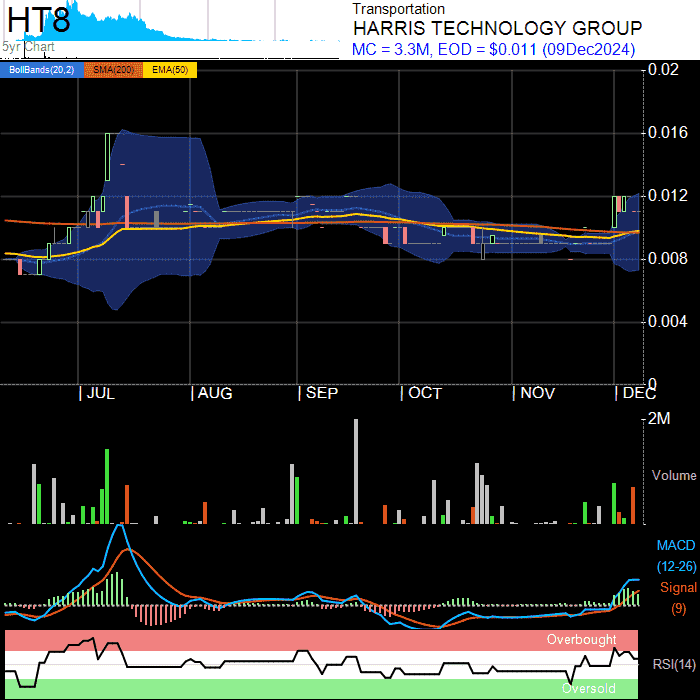 HT8
5yr Chart
Transportation
HARRIS TECHNOLOGY GROUP
MC = 3.3M, EOD = $0.011 (09Dec2024)
BollBands(20,2) SMA(200) EMA(50)
0.02
0.016
0.012
0.008
0.004
0
| JUL | AUG | SEP | OCT | NOV | DEC
2M
Volume
MACD
(12-26)
Signal
(9)
Overbought
RSI(14)
Oversold